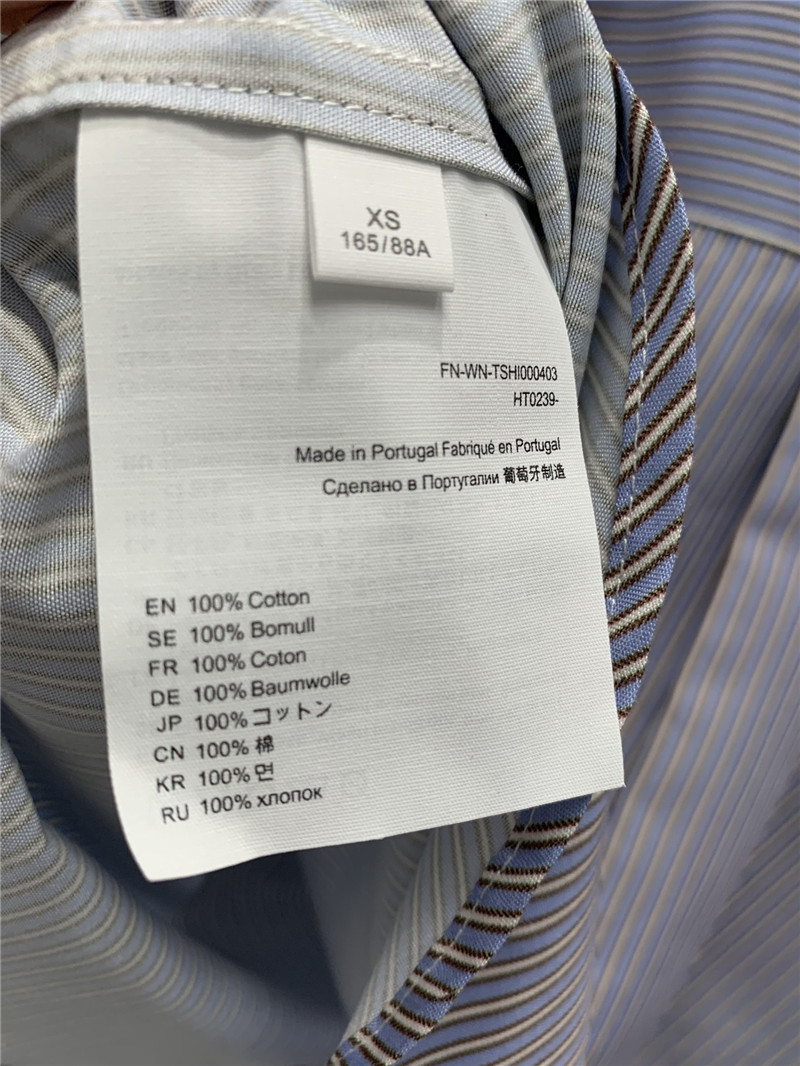 XS
165/88A
FN-WN-TSHI000403
HT0239-
Made in Portugal Fabriqué en Portugal
Сделано в Португалии 葡萄牙制造
EN 100% Cotton
SE 100% Bomull
FR 100% Coton
DE 100% Baumwolle
JP 100% コットン
CN 100% 棉
KR 100% 면
RU 100% хлопок